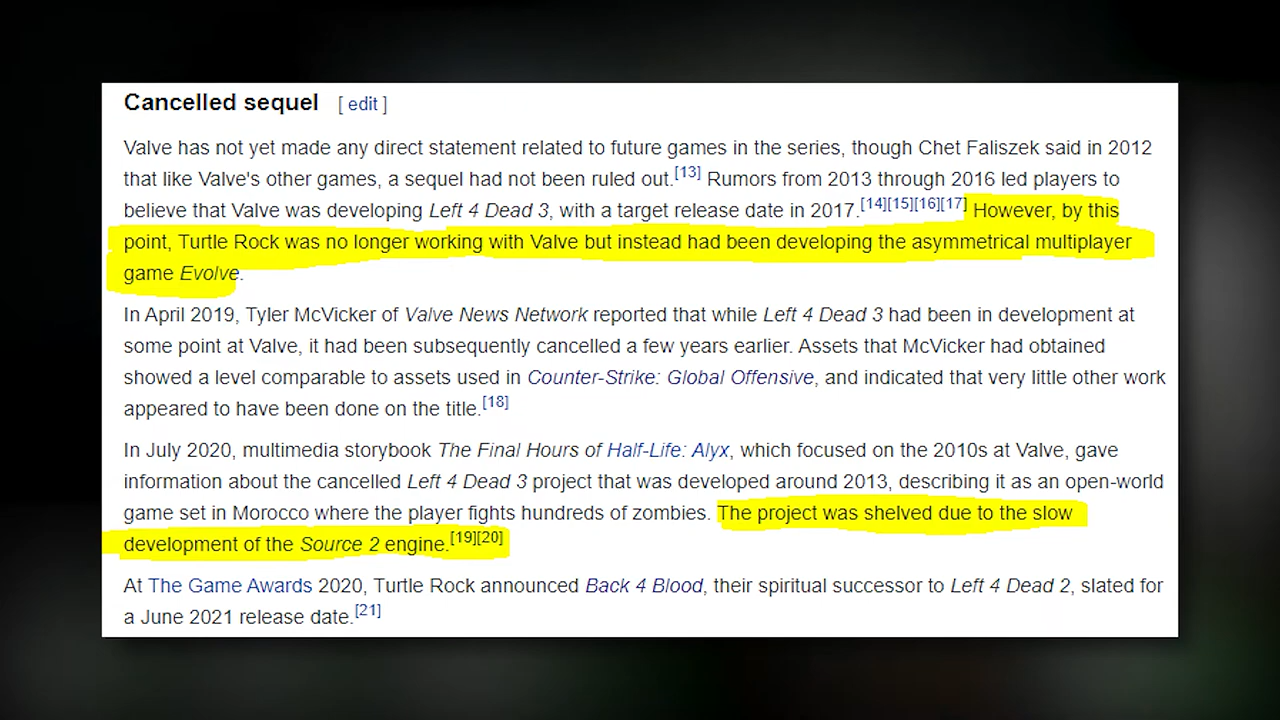 Cancelled sequel [ edit ]
Valve has not yet made any direct statement related to future games in the series, though Chet Faliszek said in 2012
that like Valve's other games, a sequel had not been ruled out.[13] Rumors from 2013 through 2016 led players to
believe that Valve was developing Left 4 Dead 3, with a target release date in 2017.[14][15][16][17] However, by this
point, Turtle Rock was no longer working with Valve but instead had been developing the asymmetrical multiplayer
game Evolve.
In April 2019, Tyler McVicker of Valve News Network reported that while Left 4 Dead 3 had been in development at
some point at Valve, it had been subsequently cancelled a few years earlier. Assets that McVicker had obtained
showed a level comparable to assets used in Counter-Strike: Global Offensive, and indicated that very little other work
appeared to have been done on the title.[18]
In July 2020, multimedia storybook The Final Hours of Half-Life: Alyx, which focused on the 2010s at Valve, gave
information about the cancelled Left 4 Dead 3 project that was developed around 2013, describing it as an open-world
game set in Morocco where the player fights hundreds of zombies. The project was shelved due to the slow
development of the Source 2 engine.[19][20]
At The Game Awards 2020, Turtle Rock announced Back 4 Blood, their spiritual successor to Left 4 Dead 2, slated for
a June 2021 release date.[21]